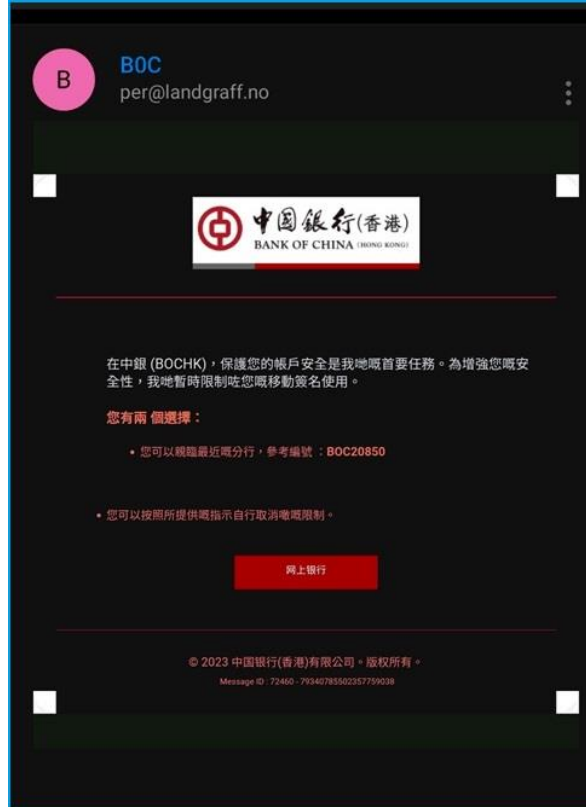 B
B0C
per@landgraff.no
中国銀行(香港)
BANK OF CHINA (HONG KONG)
在中銀 (BOCHK)，保護您的帳戶安全是我哋嘅首要任務。為增強您嘅安
全性，我哋暫時限制咗您嘅移動簽名使用。
您有兩 個選擇：
• 您可以親臨最近嘅分行，參考編號 ：BOC20850
• 您可以按照所提供嘅指示自行取消噉嘅限制。
网上银行
© 2023 中国银行(香港)有限公司。版权所有。
Message ID : 72460 - 79340785502357759038